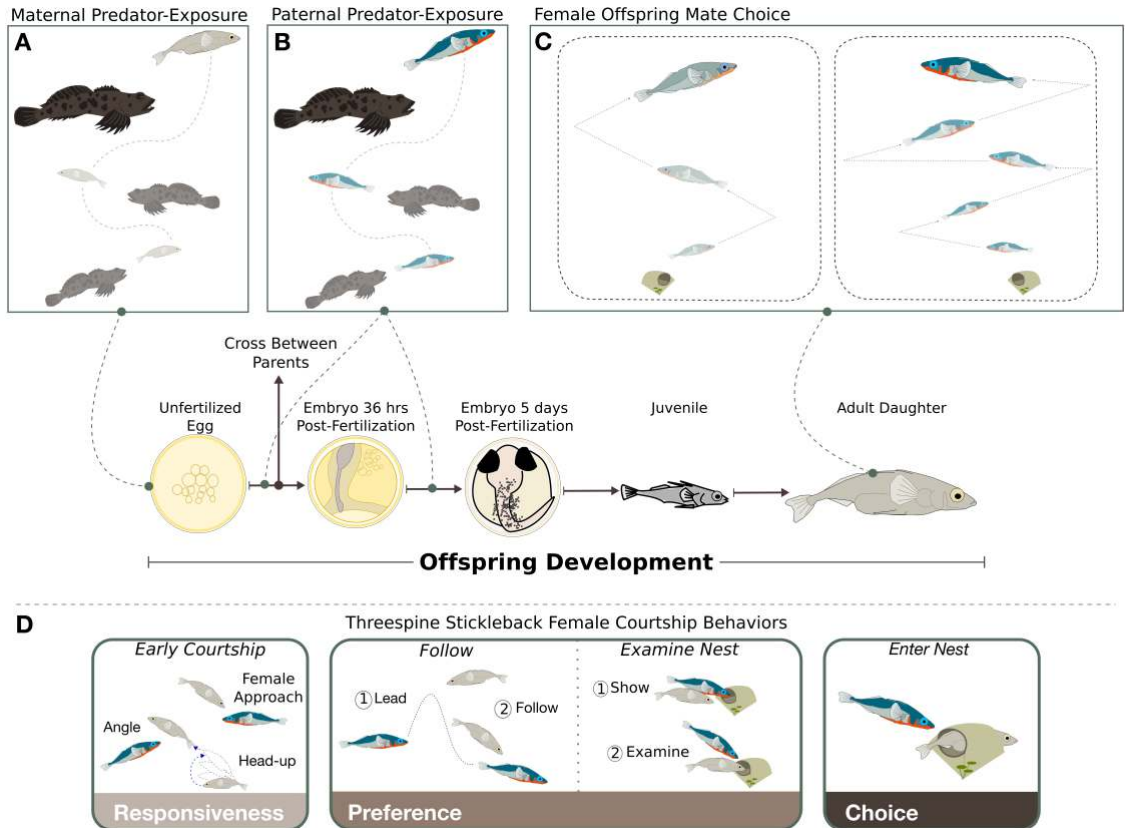 Maternal Predator-Exposure
Paternal Predator-Exposure
Female Offspring Mate Choice
A
B
C
Cross Between
Parents
Unfertilized
Egg
Embryo 36 hrs
Post-Fertilization
Embryo 5 days
Post-Fertilization
Juvenile
Adult Daughter
Offspring Development
D
Threespine Stickleback Female Courtship Behaviors
Early Courtship
Female
Approach
Angle
Head-up
Responsiveness
Follow
1 Lead
2 Follow
Examine Nest
1 Show
2 Examine
Preference
Enter Nest
Choice